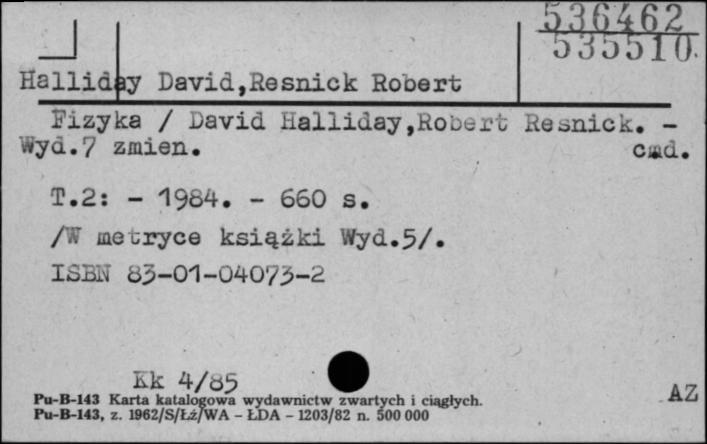 536462
535510
Halliday David,Resnick Robert
Fizyka / David Halliday,Robert Resnick. -
Wyd.7 zmien. cmd.
T.2: - 1984. - 660 s.
/W metryce książki Wyd.5/.
ISBN 83-01-04073-2
Kk 4/85
AZ
Pu-B-143 Karta katalogowa wydawnictw zwartych i ciągłych.
Pu-B-143, z. 1962/S/Łź/WA - ŁDA - 1203/82 n. 500 000